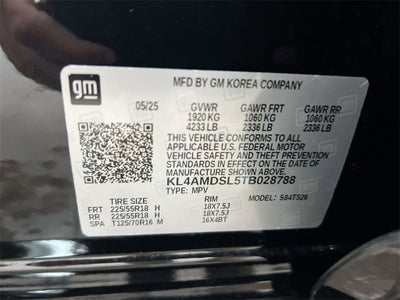 gm
MFD BY GM KOREA COMPANY
05/25 GVWR GAWR FRT GAWR RR
1920 KG 1060 KG 1060 KG
4233 LB 2336 LB 2336 LB
THIS VEHICLE CONFORMS TO ALL
APPLICABLE U.S. FEDERAL MOTOR
VEHICLE SAFETY, BUMPER, AND THEFT
PREVENTION STANDARDS IN EFFECT ON
THE DATE OF MANUFACTURE
SHOWN ABOVE.
KL4AMDSL5TB028788
TYPE: MPV MODEL: 584TS26
TIRE SIZE RIM
FRT 225/55R18 H 18X7.5J
RR 225/55R18 H 18X7.5J
SPA T125/70R16 M 16X4BT